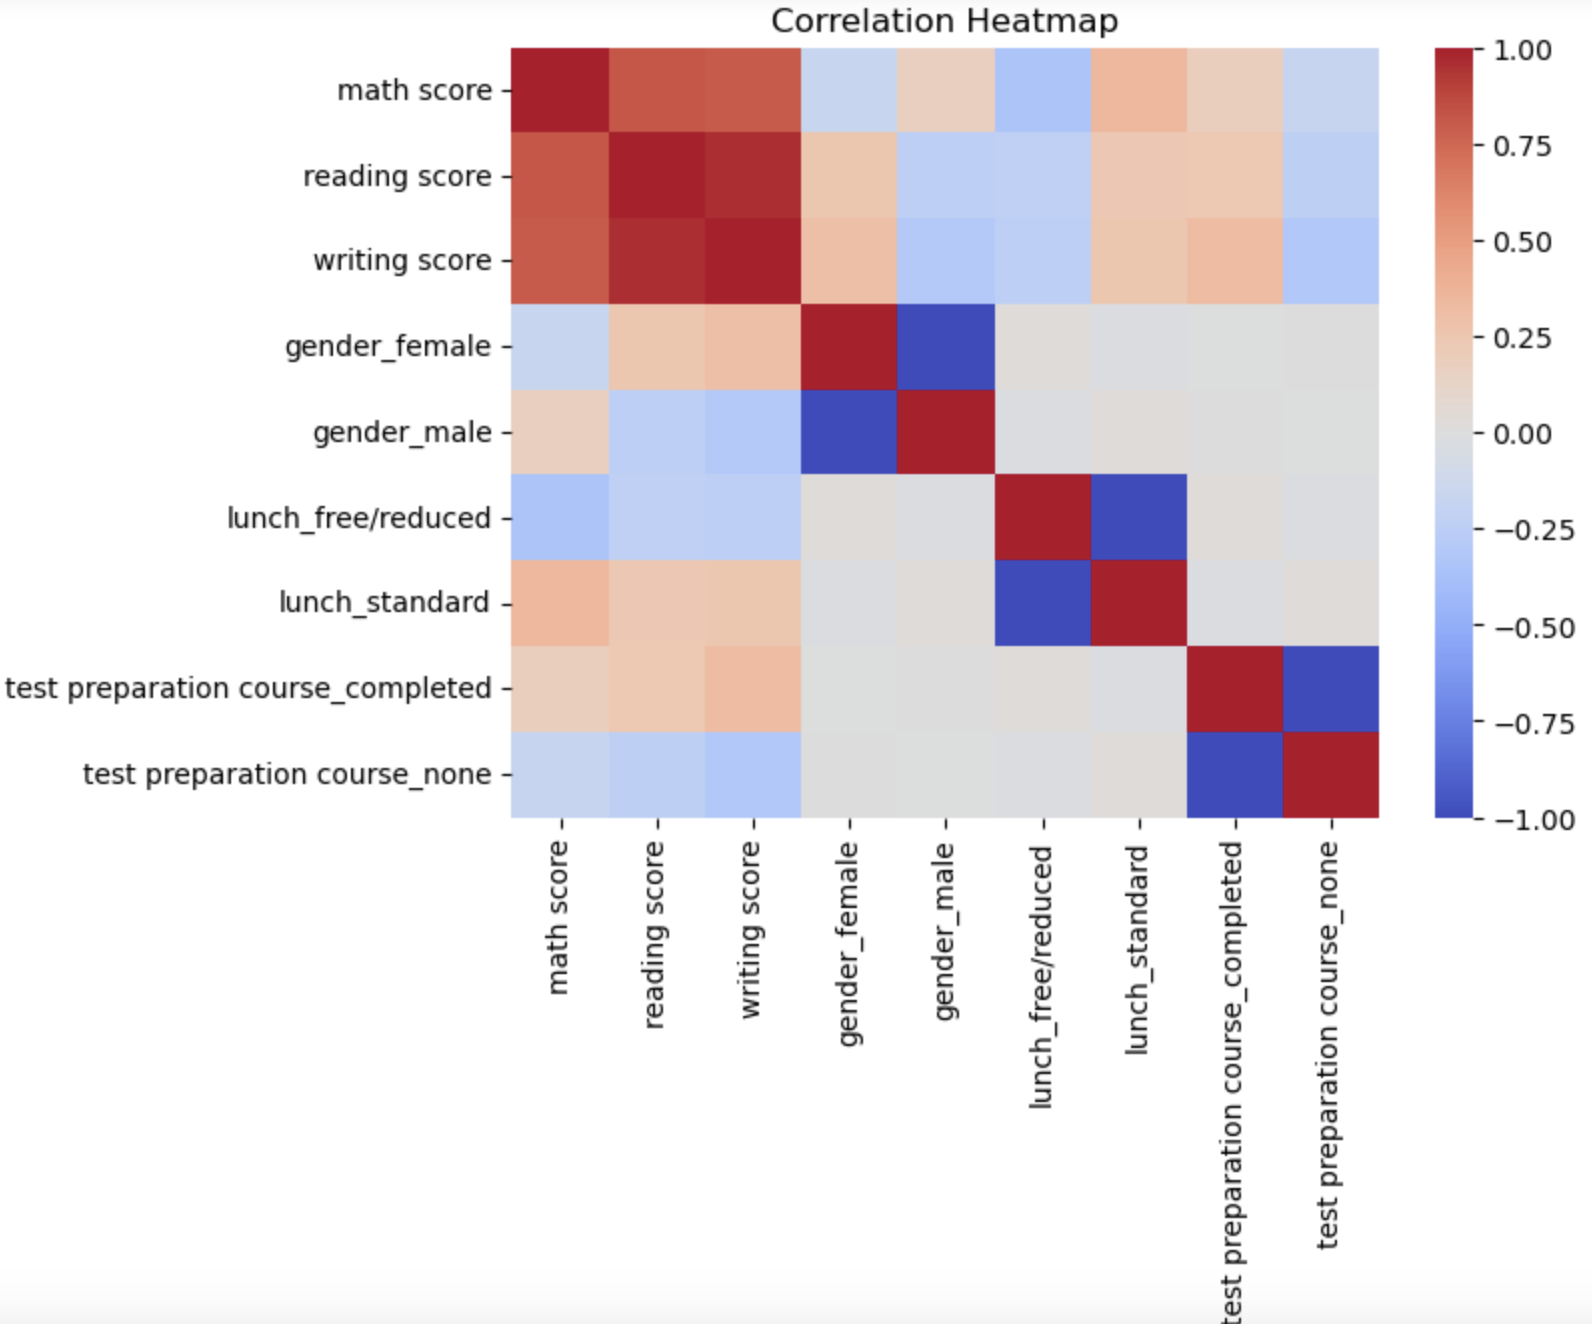 Correlation Heatmap
math score
reading score
writing score
gender_female
gender_male
lunch_free/reduced
lunch_standard
test preparation course_completed
test preparation course_none
math score
reading score
writing score
gender_female
gender_male
lunch_free/reduced
lunch_standard
test preparation course_completed
test preparation course_none
1.00
0.75
0.50
0.25
0.00
−0.25
−0.50
−0.75
−1.00